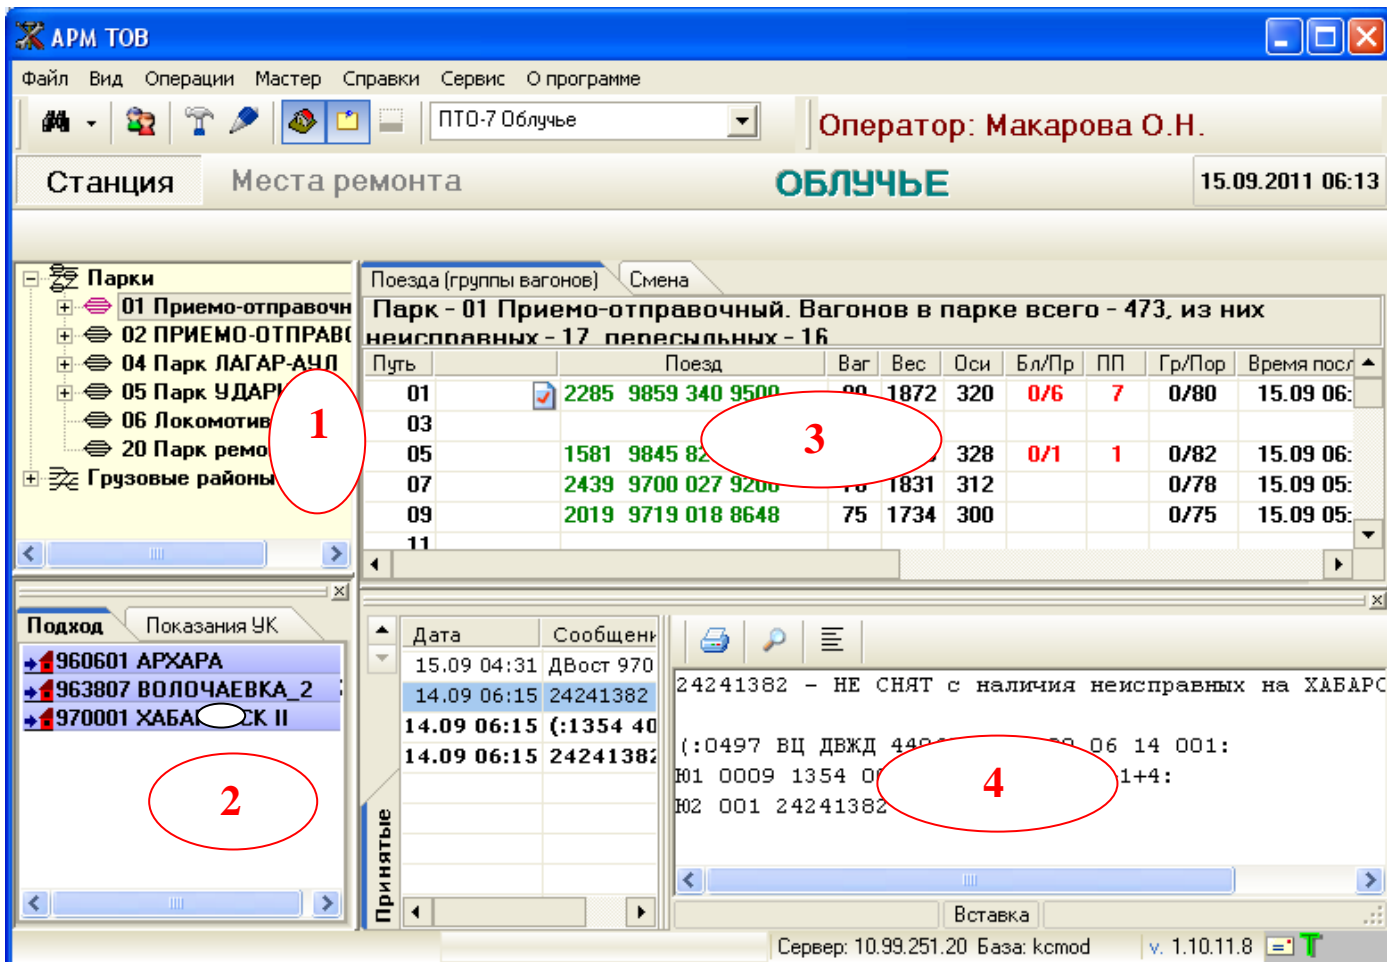 АРМ ТОВ
Файл Вид Операции Мастер Справки Сервис О программе
ПТО-7 Облучье
Оператор: Макарова О.Н.
Станция Места ремонта ОБЛУЧЬЕ 15.09.2011 06:13
Парки
01 Приемо-отправочн
02 ПРИЕМО-ОТПРАВ
04 Парк ЛАГАР-АУЛ
05 Парк УДАР
06 Локомотив
20 Парк ремо
Грузовые районы
1
Поезда (группы вагонов) Смена
Парк - 01 Приемо-отправочный. Вагонов в парке всего - 473, из них
неисправных - 17, пересыльных - 16
Путь Поезд Ваг Вес Оси Бл/Пр ПП Гр/Пор Время посл
01 2285 9859 340 9500 1872 320 0/6 7 0/80 15.09 06:
03
05 1581 9845 328 0/1 1 0/82 15.09 06:
07 2439 9700 027 9200 1831 312 0/78 15.09 05:
09 2019 9719 018 8648 75 1734 300 0/75 15.09 05:
11
3
Подход Показания УК
960601 АРХАРА
963807 ВОЛОЧАЕВКА_2
970001 ХАБАР СК II
2
Дата Сообщени
15.09 04:31 ДВост 970
14.09 06:15 24241382
14.09 06:15 (:1354 40
14.09 06:15 24241382
Принятые
24241382 - НЕ СНЯТ с наличия неисправных на ХАБАРС
(:0497 ВЦ ДВЖД 06 14 001:
Ю1 0009 1354 1+4:
Ю2 001 24241382
4
Вставка
Сервер: 10.99.251.20 База: kcmod v. 1.10.11.8